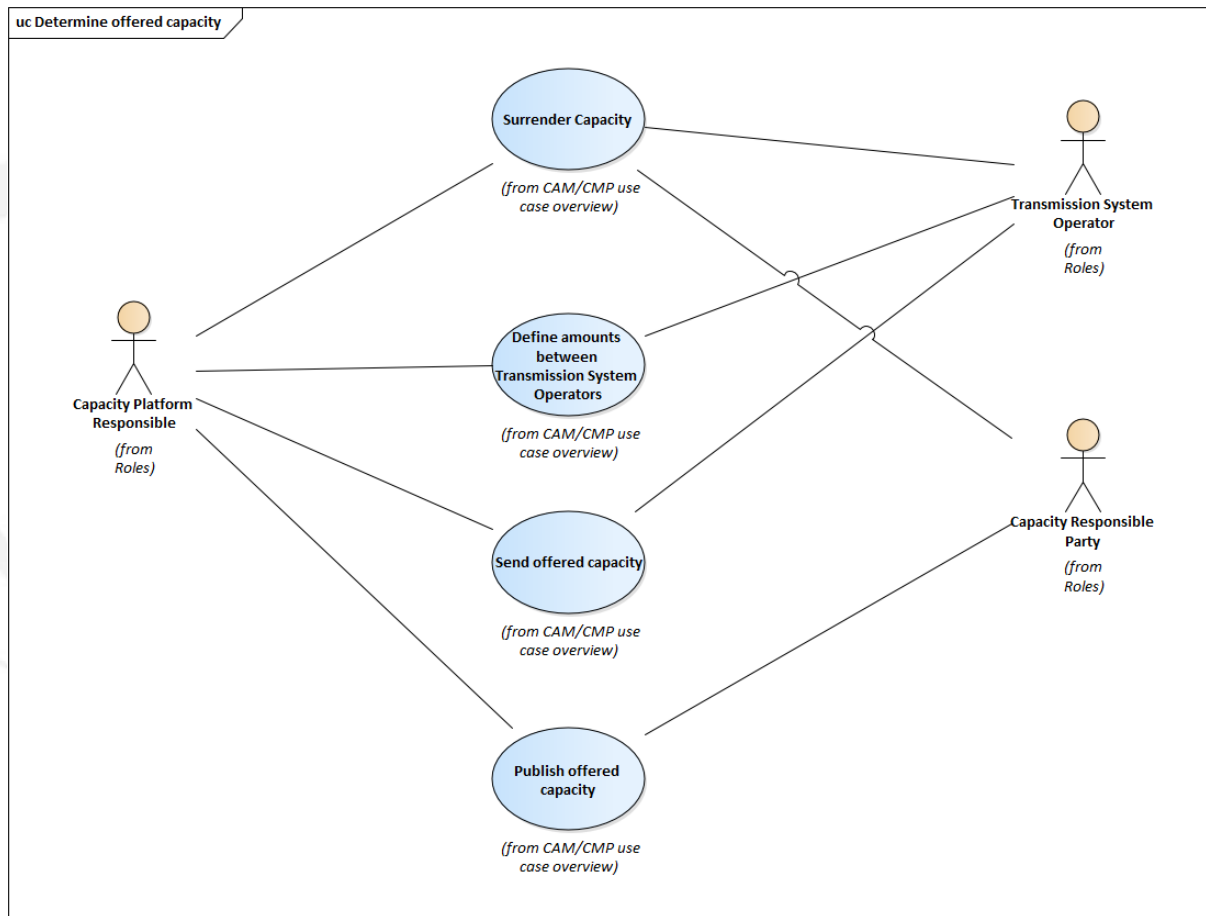 uc Determine offered capacity
Surrender Capacity
(from CAM/CMP use
case overview)
Transmission System
Operator
(from
Roles)
Define amounts
between
Transmission System
Operators
(from CAM/CMP use
case overview)
Capacity Platform
Responsible
(from
Roles)
Send offered capacity
(from CAM/CMP use
case overview)
Capacity Responsible
Party
(from
Roles)
Publish offered
capacity
(from CAM/CMP use
case overview)